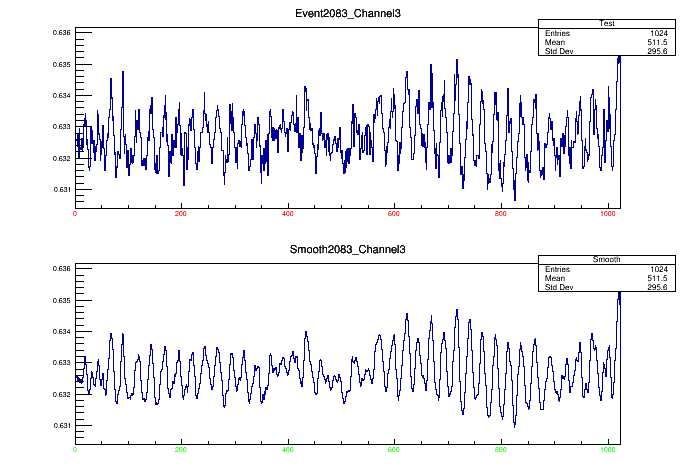 Event2083_Channel3
Test
Entries 1024
Mean 511.5
Std Dev 295.6
0.636
0.635
0.634
0.633
0.632
0.631
0 200 400 600 800 1000
Smooth2083_Channel3
Smooth
Entries 1024
Mean 511.5
Std Dev 295.6
0.636
0.635
0.634
0.633
0.632
0.631
0 200 400 600 800 1000